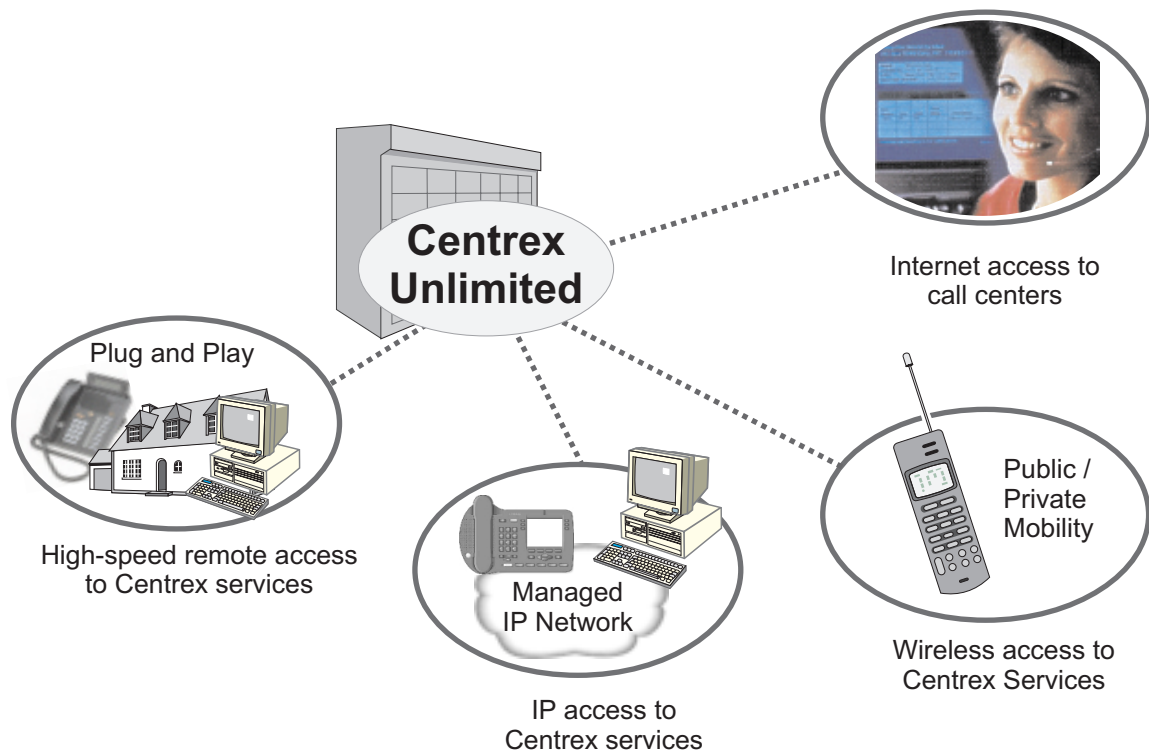 Centrex
Unlimited
Internet access to
call centers
Plug and Play
High-speed remote access
to Centrex services
Managed
IP Network
IP access to
Centrex services
Public /
Private
Mobility
Wireless access to
Centrex Services